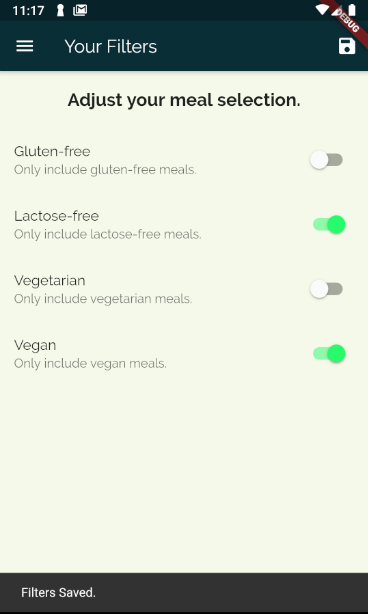 11:17
DEBUG
Your Filters
Adjust your meal selection.
Gluten-free
Only include gluten-free meals.
Lactose-free
Only include lactose-free meals.
Vegetarian
Only include vegetarian meals.
Vegan
Only include vegan meals.
Filters Saved.